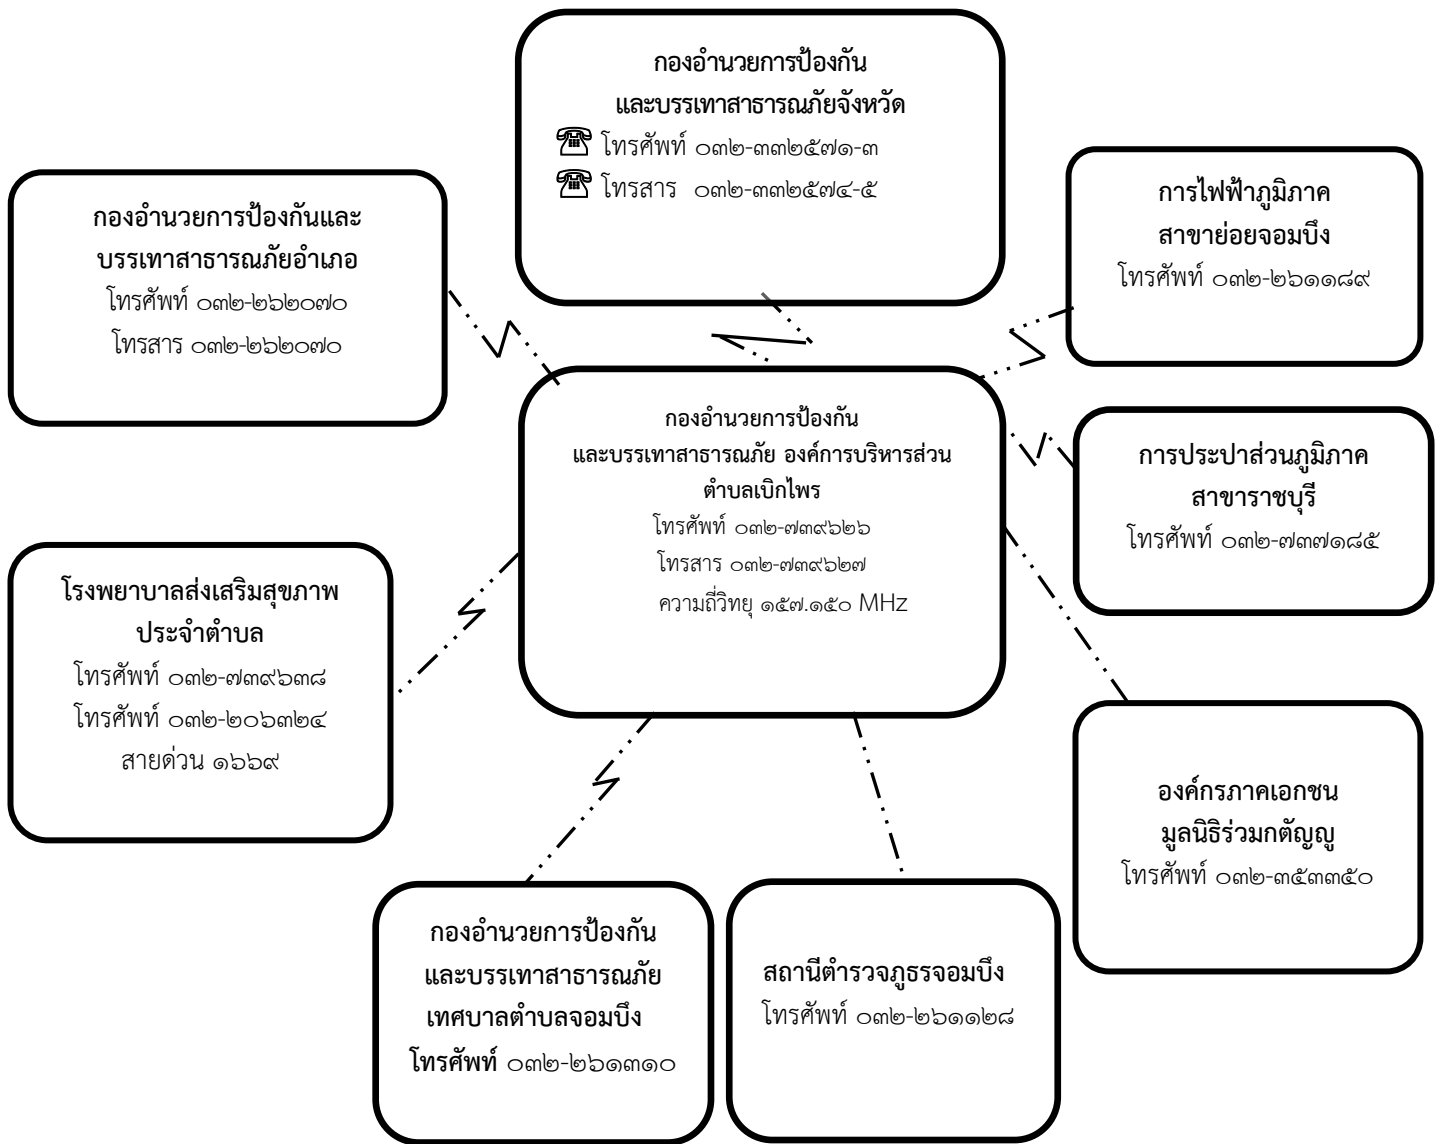 กองอำนวยการป้องกัน
และบรรเทาสาธารณภัยจังหวัด
โทรศัพท์ ๐๓๒-๓๓๒๕๗๑-๓
โทรสาร ๐๓๒-๓๓๒๕๗๔-๕
กองอำนวยการป้องกันและ
บรรเทาสาธารณภัยอำเภอ
โทรศัพท์ ๐๓๒-๒๖๒๐๗๐
โทรสาร ๐๓๒-๒๖๒๐๗๐
การไฟฟ้าภูมิภาค
สาขาย่อยจอมบึง
โทรศัพท์ ๐๓๒-๒๖๑๑๘๙
กองอำนวยการป้องกัน
และบรรเทาสาธารณภัย องค์การบริหารส่วน
ตำบลเบิกไพร
โทรศัพท์ ๐๓๒-๗๓๙๖๒๖
โทรสาร ๐๓๒-๗๓๙๖๒๗
ความถี่วิทยุ ๑๕๗.๑๕๐ MHz
การประปาส่วนภูมิภาค
สาขาราชบุรี
โทรศัพท์ ๐๓๒-๗๓๗๑๘๕
โรงพยาบาลส่งเสริมสุขภาพ
ประจำตำบล
โทรศัพท์ ๐๓๒-๗๓๙๖๓๘
โทรศัพท์ ๐๓๒-๒๐๖๓๒๔
สายด่วน ๑๖๖๙
องค์กรภาคเอกชน
มูลนิธิร่วมกตัญญู
โทรศัพท์ ๐๓๒-๓๕๓๓๕๐
กองอำนวยการป้องกัน
และบรรเทาสาธารณภัย
เทศบาลตำบลจอมบึง
โทรศัพท์ ๐๓๒-๒๖๑๓๑๐
สถานีตำรวจภูธรจอมบึง
โทรศัพท์ ๐๓๒-๒๖๑๑๒๘